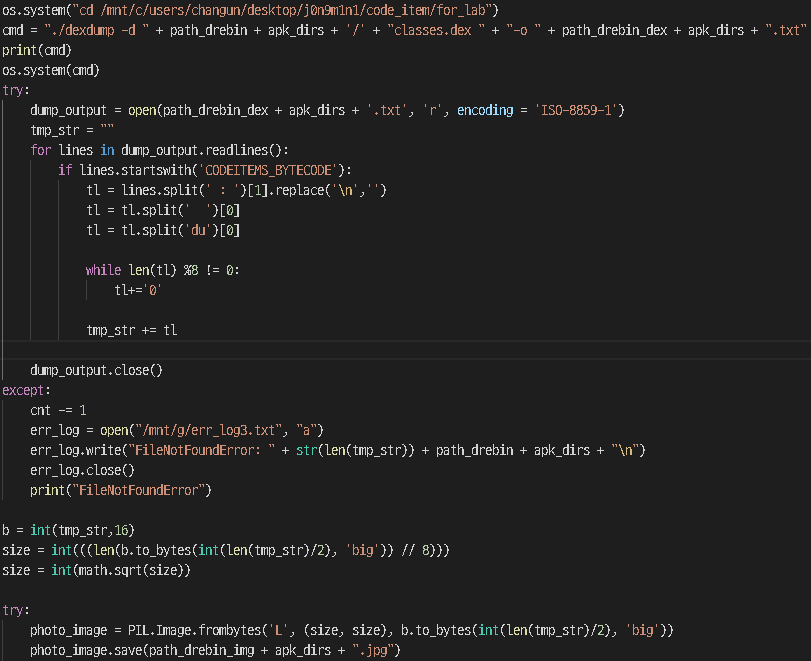 os.system("cd /mnt/c/users/changun/desktop/j0n9m1n1/code_item/for_lab")
cmd = "./dexdump -d " + path_drebin + apk_dirs + '/' + "classes.dex " + "-o " + path_drebin_dex + apk_dirs + ".txt"
print(cmd)
os.system(cmd)
try:
    dump_output = open(path_drebin_dex + apk_dirs + '.txt', 'r', encoding = 'ISO-8859-1')
    tmp_str = ""
    for lines in dump_output.readlines():
        if lines.startswith('CODEITEMS_BYTECODE'):
            tl = lines.split(' : ')[1].replace('\n','')
            tl = tl.split('  ')[0]
            tl = tl.split('du')[0]
            while len(tl) %8 != 0:
                tl+='0'
            tmp_str += tl
    dump_output.close()
except:
    cnt -= 1
    err_log = open("/mnt/g/err_log3.txt", "a")
    err_log.write("FileNotFoundError: " + str(len(tmp_str)) + path_drebin + apk_dirs + "\n")
    err_log.close()
    print("FileNotFoundError")
b = int(tmp_str,16)
size = int(((len(b.to_bytes(int(len(tmp_str)/2), 'big')) // 8)))
size = int(math.sqrt(size))
try:
    photo_image = PIL.Image.frombytes('L', (size, size), b.to_bytes(int(len(tmp_str)/2), 'big'))
    photo_image.save(path_drebin_img + apk_dirs + ".jpg")